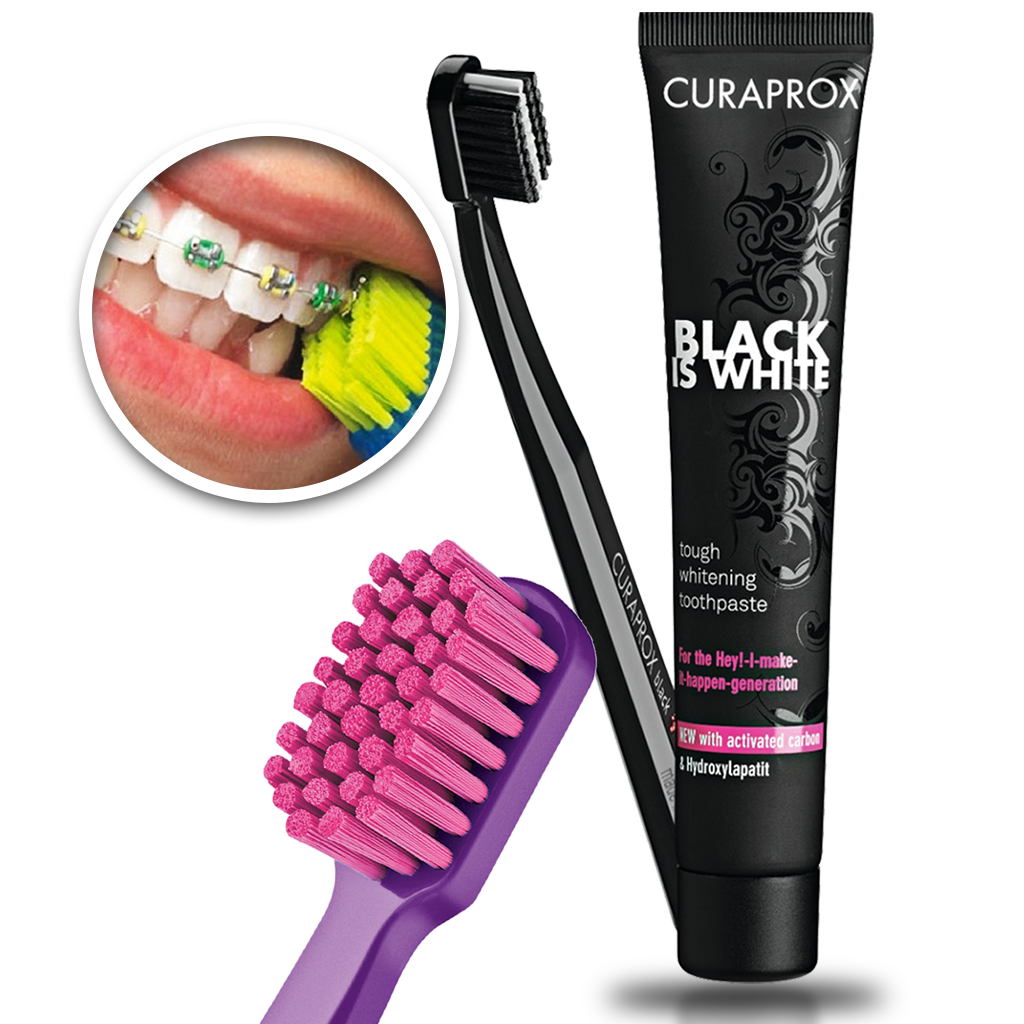 CURAPROX
BLACK
IS WHITE
tough
whitening
toothpaste
For the Hey!-I-make-
it-happen-generation
NEW with activated carbon
& Hydroxylapatit
CURAPROX black